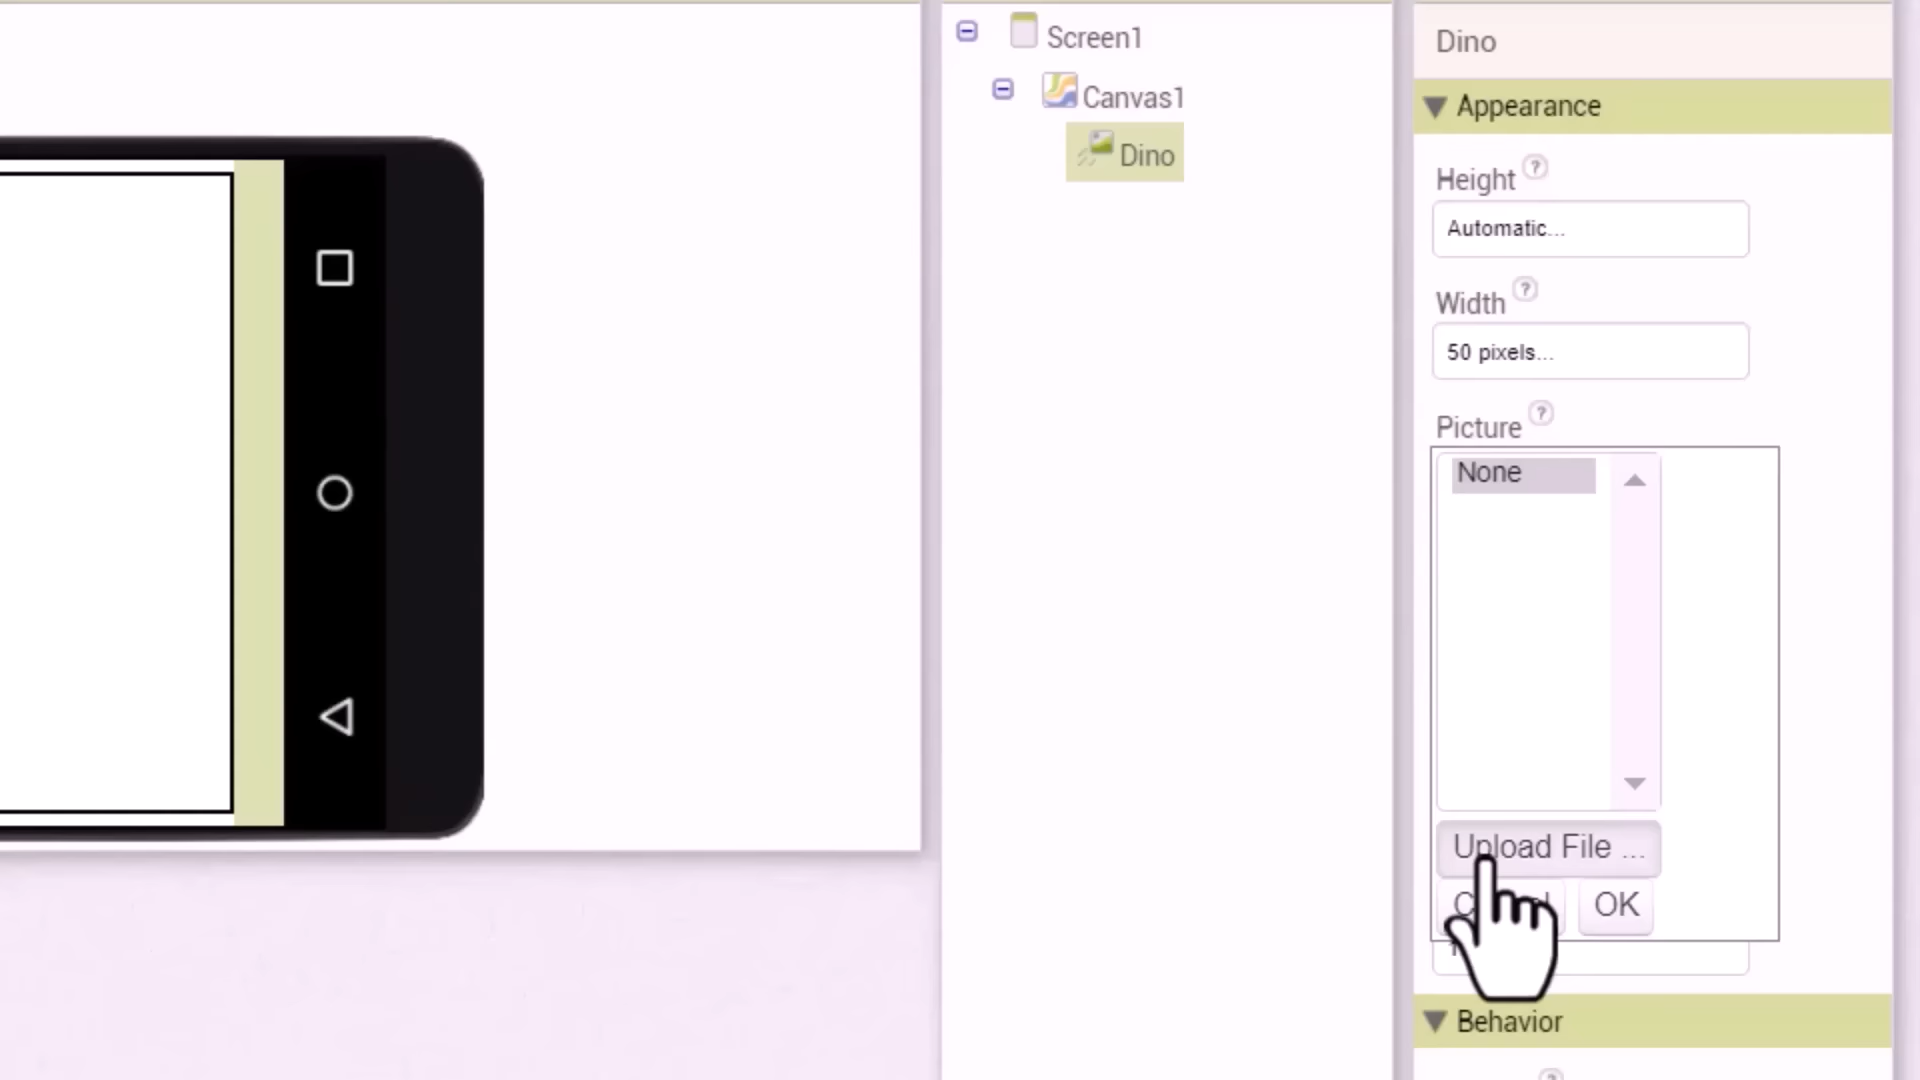 Screen1
Canvas1
Dino
Dino
Appearance
Height ?
Automatic...
Width ?
50 pixels...
Picture ?
None
Upload File ...
OK
Behavior
?